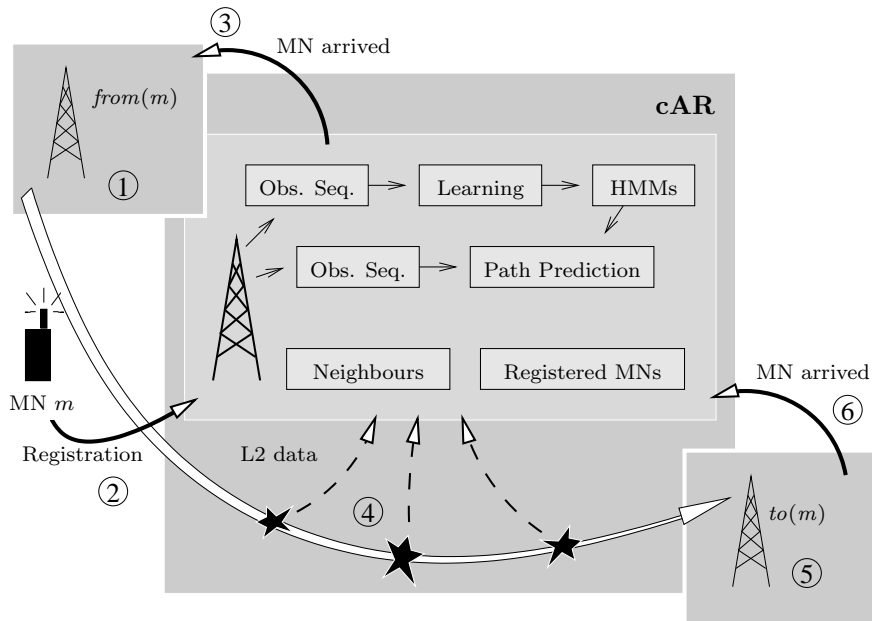 ③
MN arrived
cAR
from(m)
①
Obs. Seq.
Learning
HMMs
Obs. Seq.
Path Prediction
Neighbours
Registered MNs
MN m
Registration
②
L2 data
④
MN arrived
⑥
to(m)
⑤